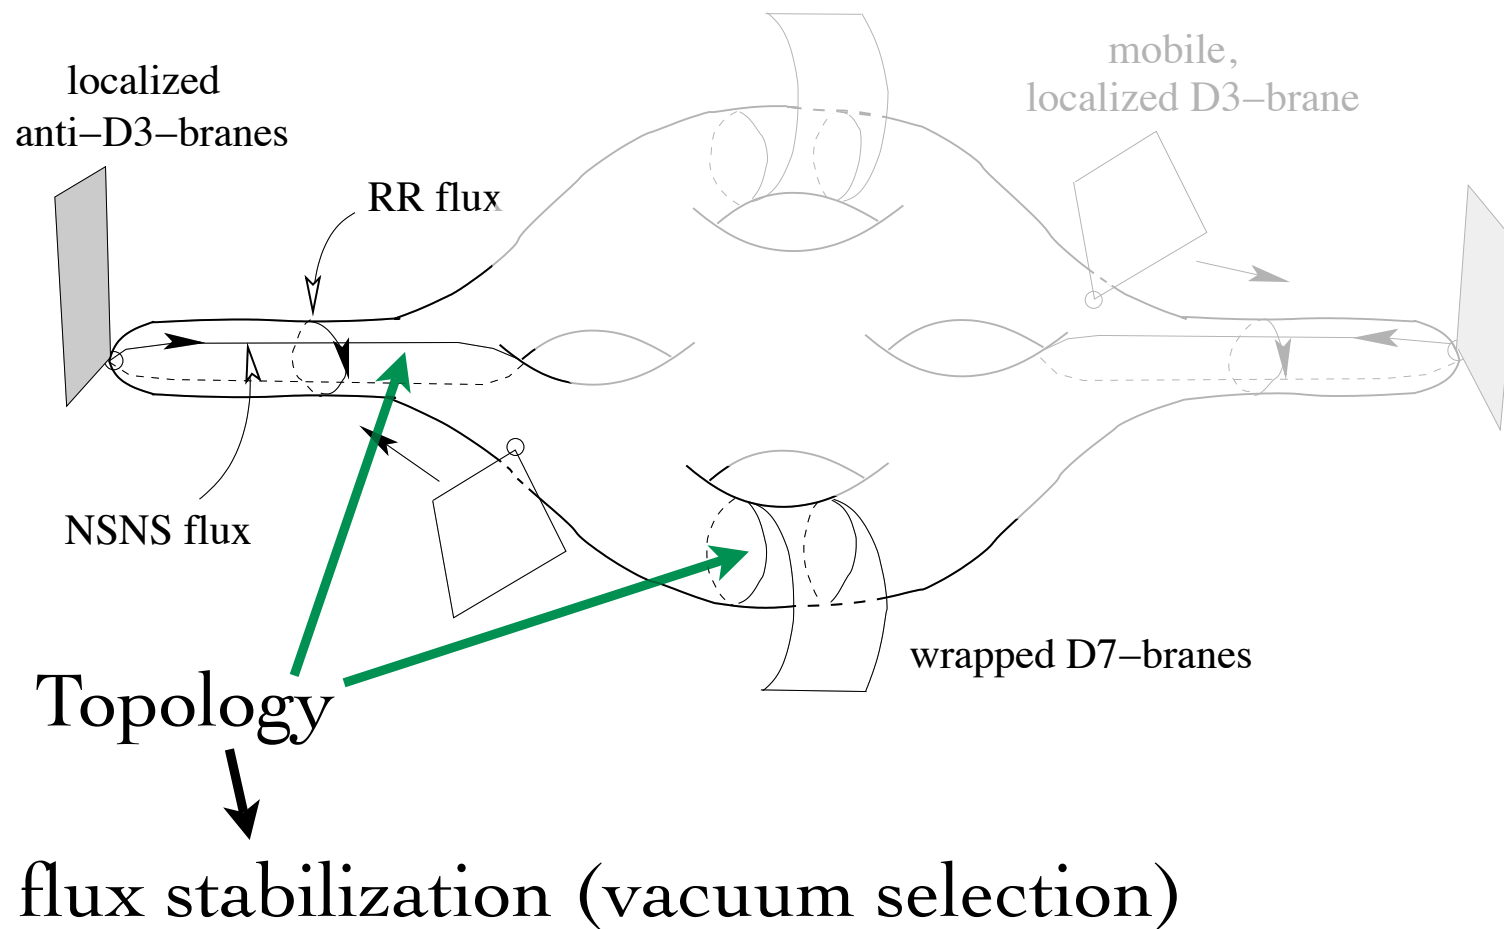 localized
anti–D3–branes
mobile,
localized D3–brane
RR flux
NSNS flux
wrapped D7–branes
Topology
flux stabilization (vacuum selection)